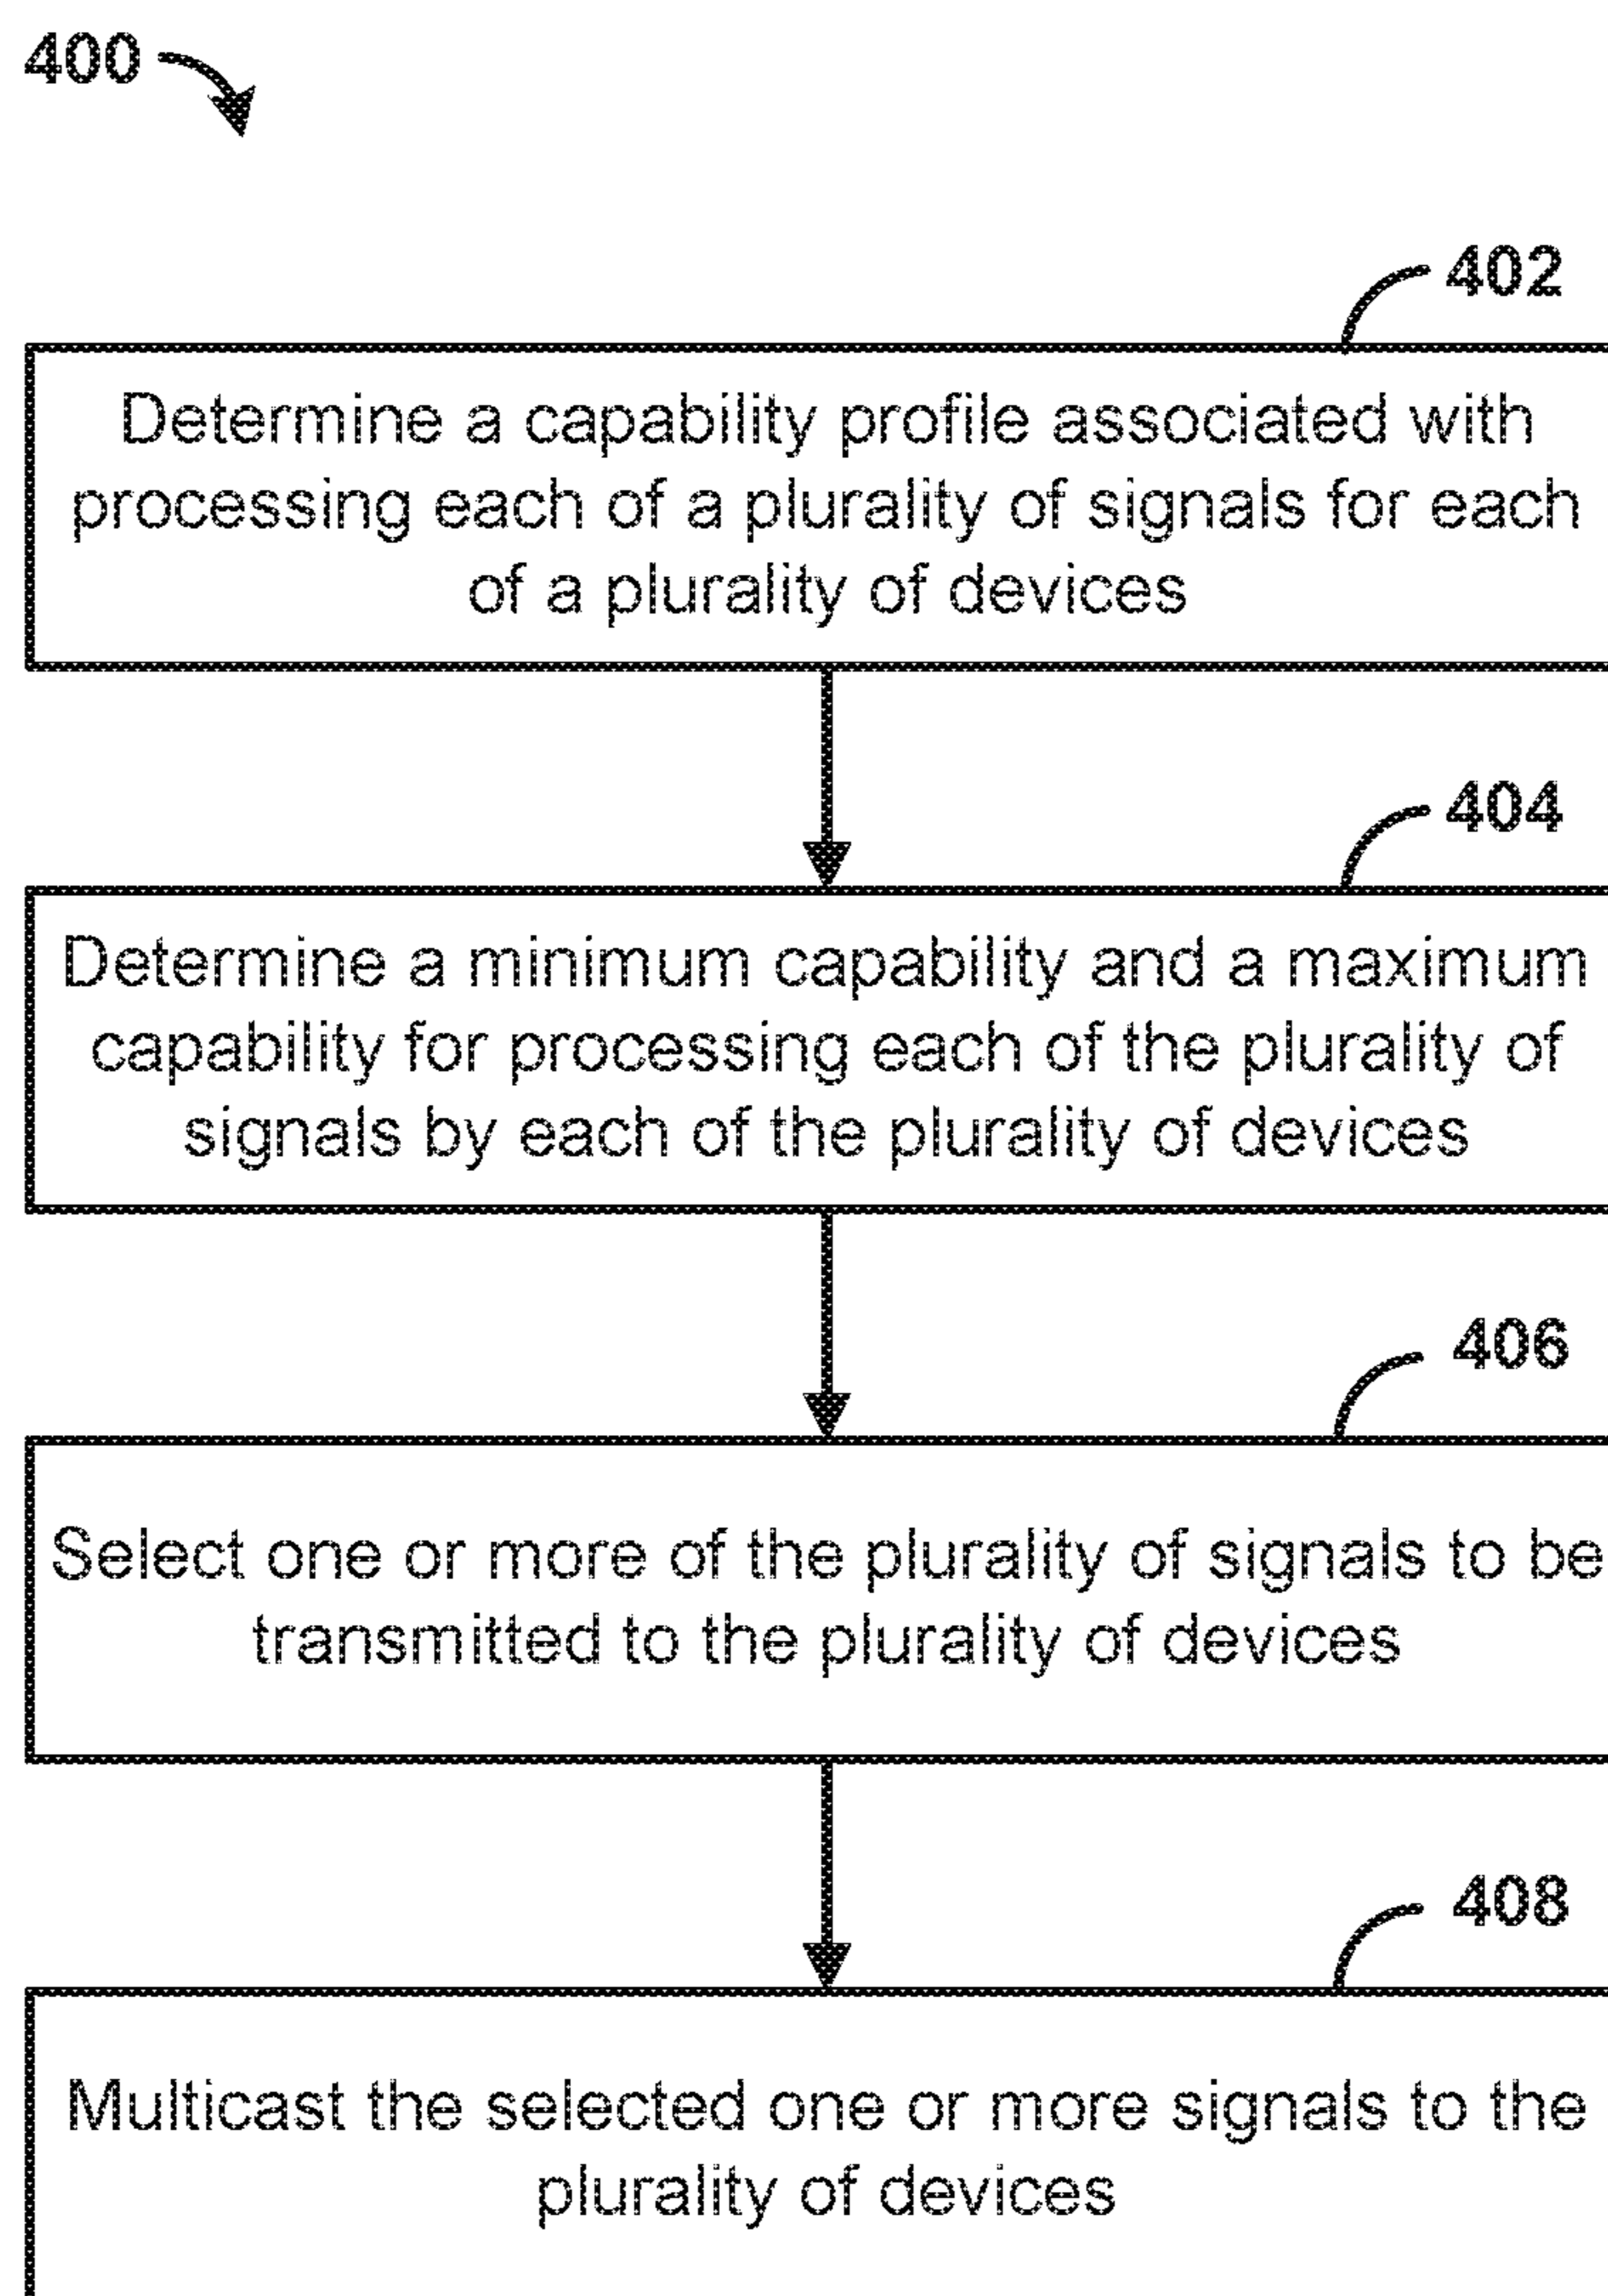 400
402
Determine a capability profile associated with
processing each of a plurality of signals for each
of a plurality of devices
404
Determine a minimum capability and a maximum
capability for processing each of the plurality of
signals by each of the plurality of devices
406
Select one or more of the plurality of signals to be
transmitted to the plurality of devices
408
Multicast the selected one or more signals to the
plurality of devices